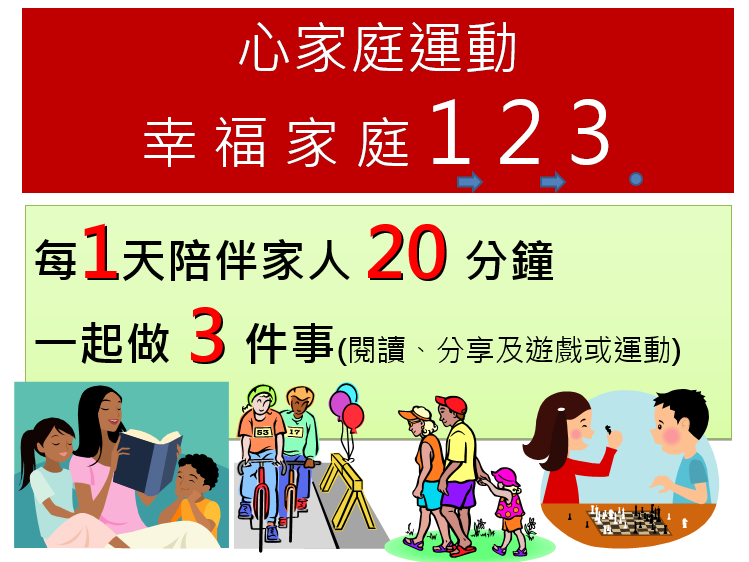 心家庭運動
幸福家庭 1 2 3
每1天陪伴家人 20 分鐘
一起做 3 件事(閱讀、分享及遊戲或運動)
53
17